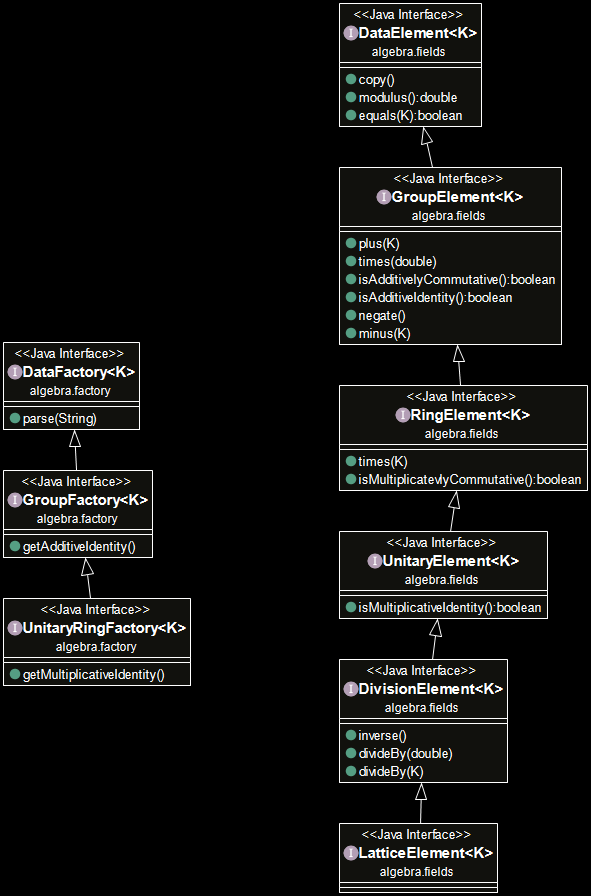 <<Java Interface>>
DataElement<K>
algebra.fields
copy()
modulus():double
equals(K):boolean
<<Java Interface>>
GroupElement<K>
algebra.fields
plus(K)
times(double)
isAdditivelyCommutative():boolean
isAdditiveIdentity():boolean
negate()
minus(K)
<<Java Interface>>
DataFactory<K>
algebra.factory
parse(String)
<<Java Interface>>
GroupFactory<K>
algebra.factory
getAdditiveIdentity()
<<Java Interface>>
UnitaryRingFactory<K>
algebra.factory
getMultiplicativeIdentity()
<<Java Interface>>
RingElement<K>
algebra.fields
times(K)
isMultiplicatevlyCommutative():boolean
<<Java Interface>>
UnitaryElement<K>
algebra.fields
isMultiplicativeIdentity():boolean
<<Java Interface>>
DivisionElement<K>
algebra.fields
inverse()
divideBy(double)
divideBy(K)
<<Java Interface>>
LatticeElement<K>
algebra.fields